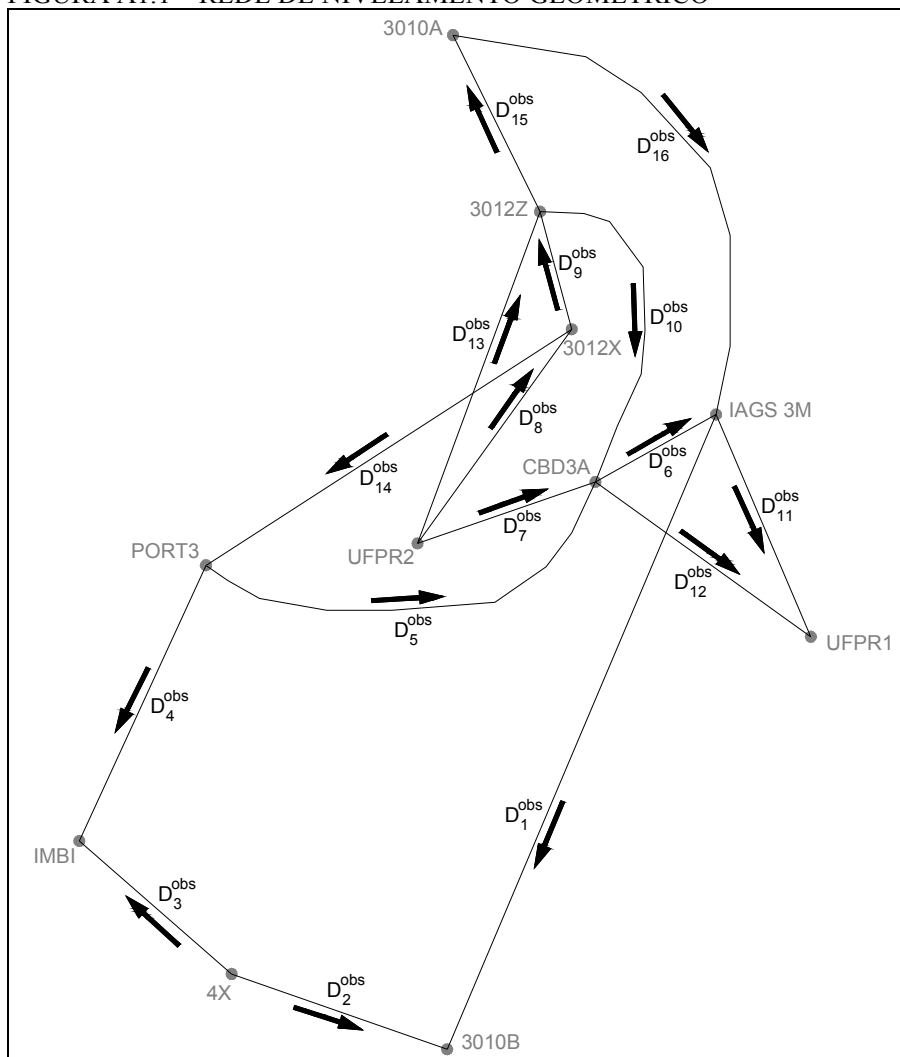 FIGURA A1.1 – REDE DE NIVELAMENTO GEOMÉTRICO
3010A
D15obs
D16obs
3012Z
D9obs
D10obs
D13obs
3012X
D8obs
IAGS 3M
D6obs
CBD3A
D14obs
D11obs
D7obs
PORT3
UFPR2
D12obs
D5obs
UFPR1
D4obs
D1obs
IMBI
D3obs
4X
D2obs
3010B